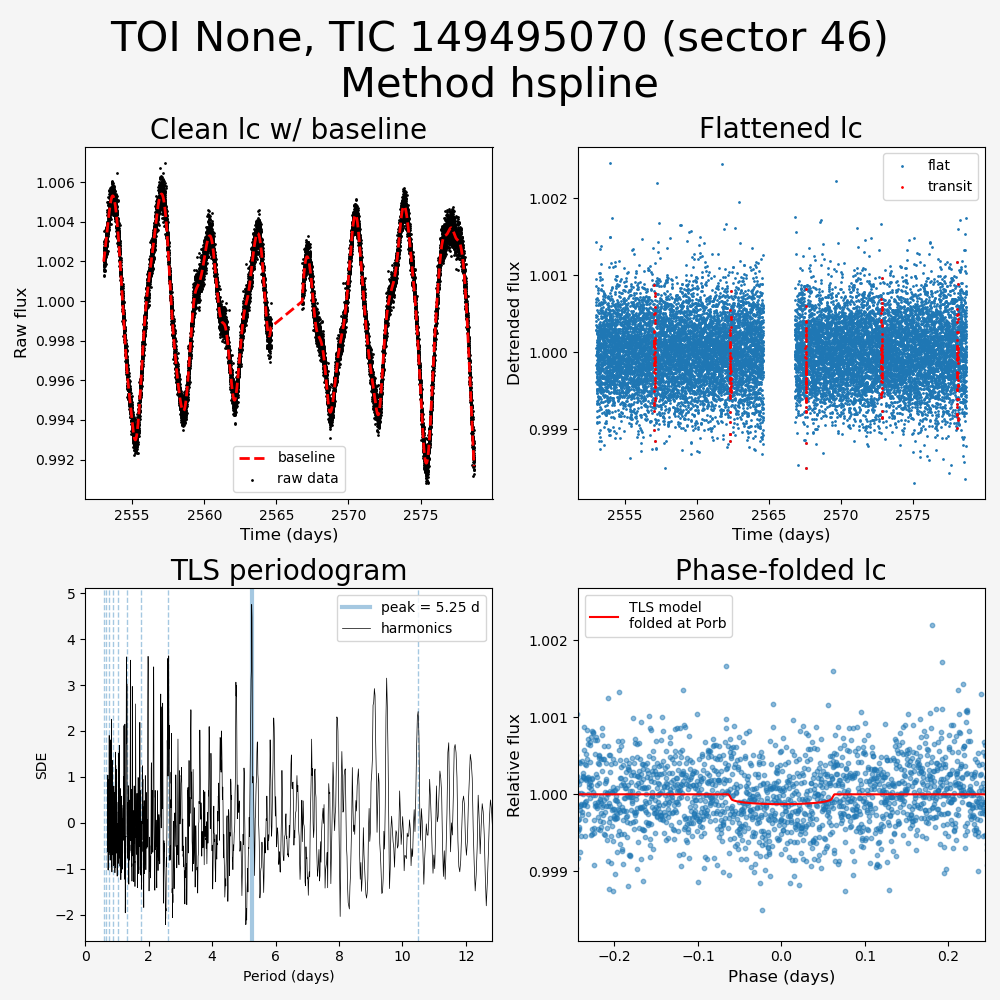 TOI None, TIC 149495070 (sector 46)
Method hspline
Clean lc w/ baseline
Raw flux
1.006
1.004
1.002
1.000
0.998
0.996
0.994
0.992
baseline
raw data
2555
2560
2565
2570
2575
Time (days)
Flattened lc
Detrended flux
1.002
1.001
1.000
0.999
flat
transit
2555
2560
2565
2570
2575
Time (days)
TLS periodogram
SDE
5
4
3
2
1
0
−1
−2
peak = 5.25 d
harmonics
0
2
4
6
8
10
12
Period (days)
Phase-folded lc
Relative flux
1.002
1.001
1.000
0.999
TLS model
folded at Porb
−0.2
−0.1
0.0
0.1
0.2
Phase (days)